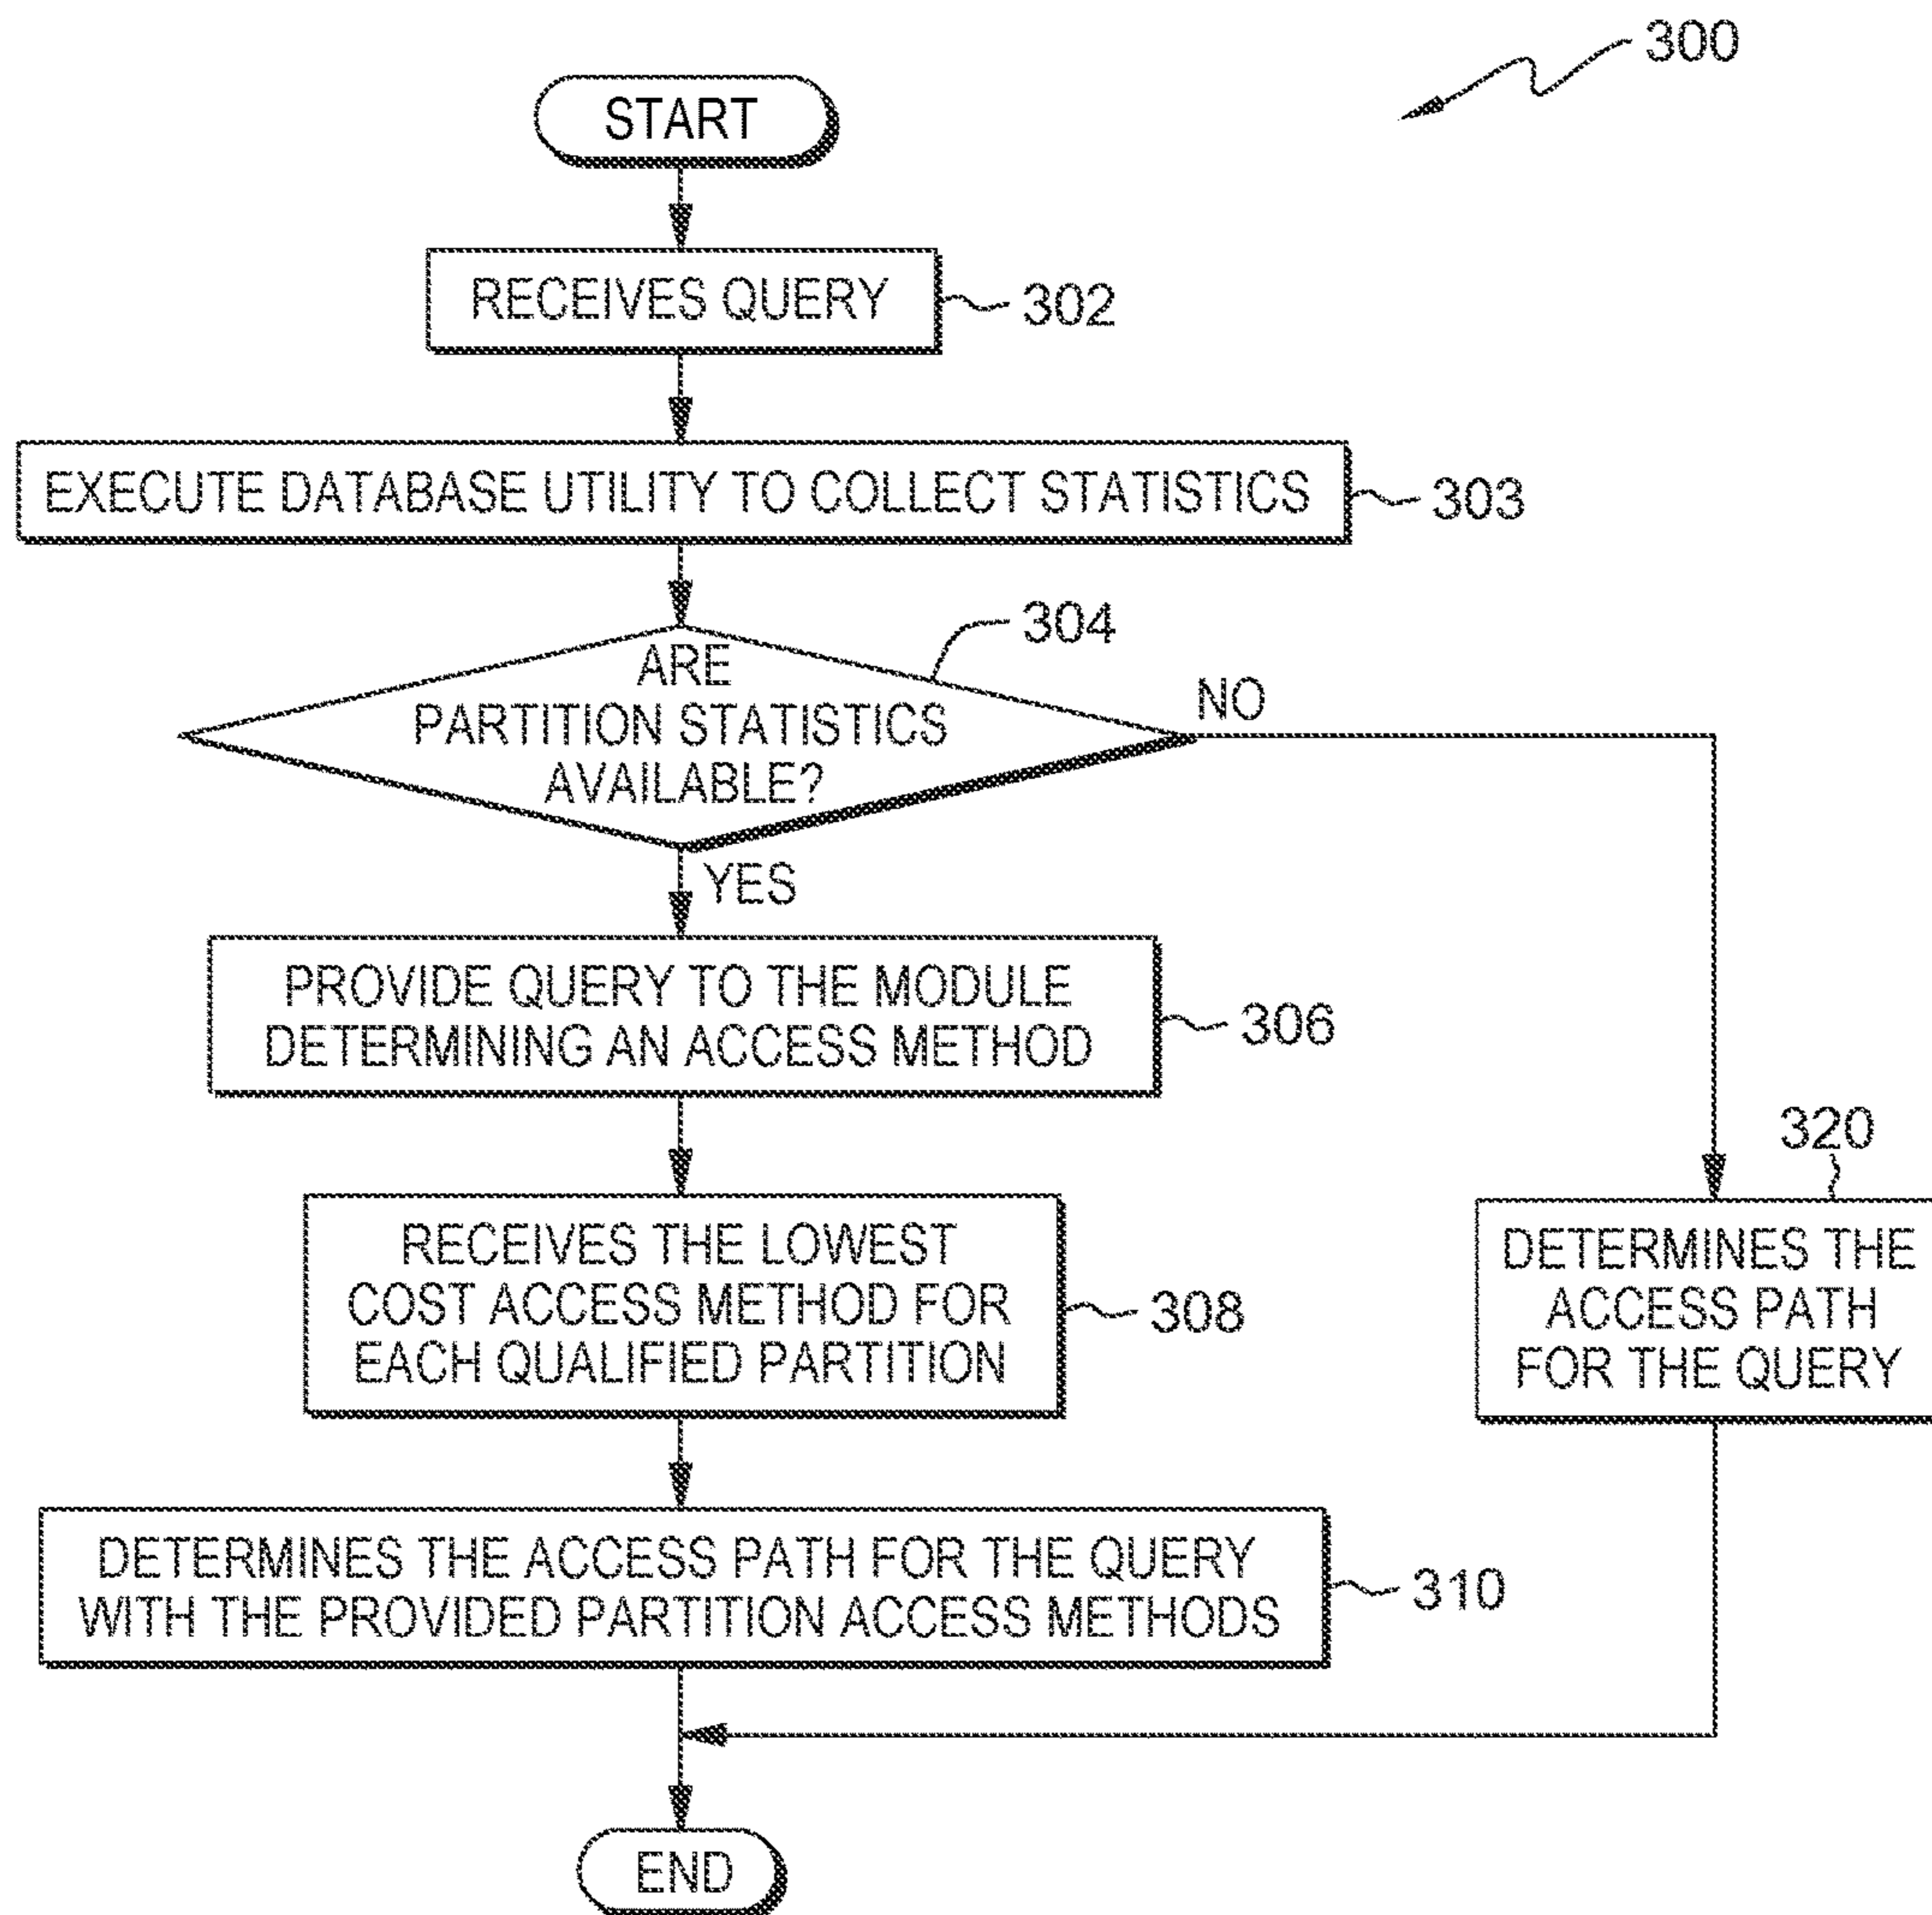 300
START
RECEIVES QUERY
302
EXECUTE DATABASE UTILITY TO COLLECT STATISTICS
303
304
ARE
PARTITION STATISTICS
AVAILABLE?
NO
YES
PROVIDE QUERY TO THE MODULE
DETERMINING AN ACCESS METHOD
306
RECEIVES THE LOWEST
COST ACCESS METHOD FOR
EACH QUALIFIED PARTITION
308
320
DETERMINES THE
ACCESS PATH
FOR THE QUERY
DETERMINES THE ACCESS PATH FOR THE QUERY
WITH THE PROVIDED PARTITION ACCESS METHODS
310
END